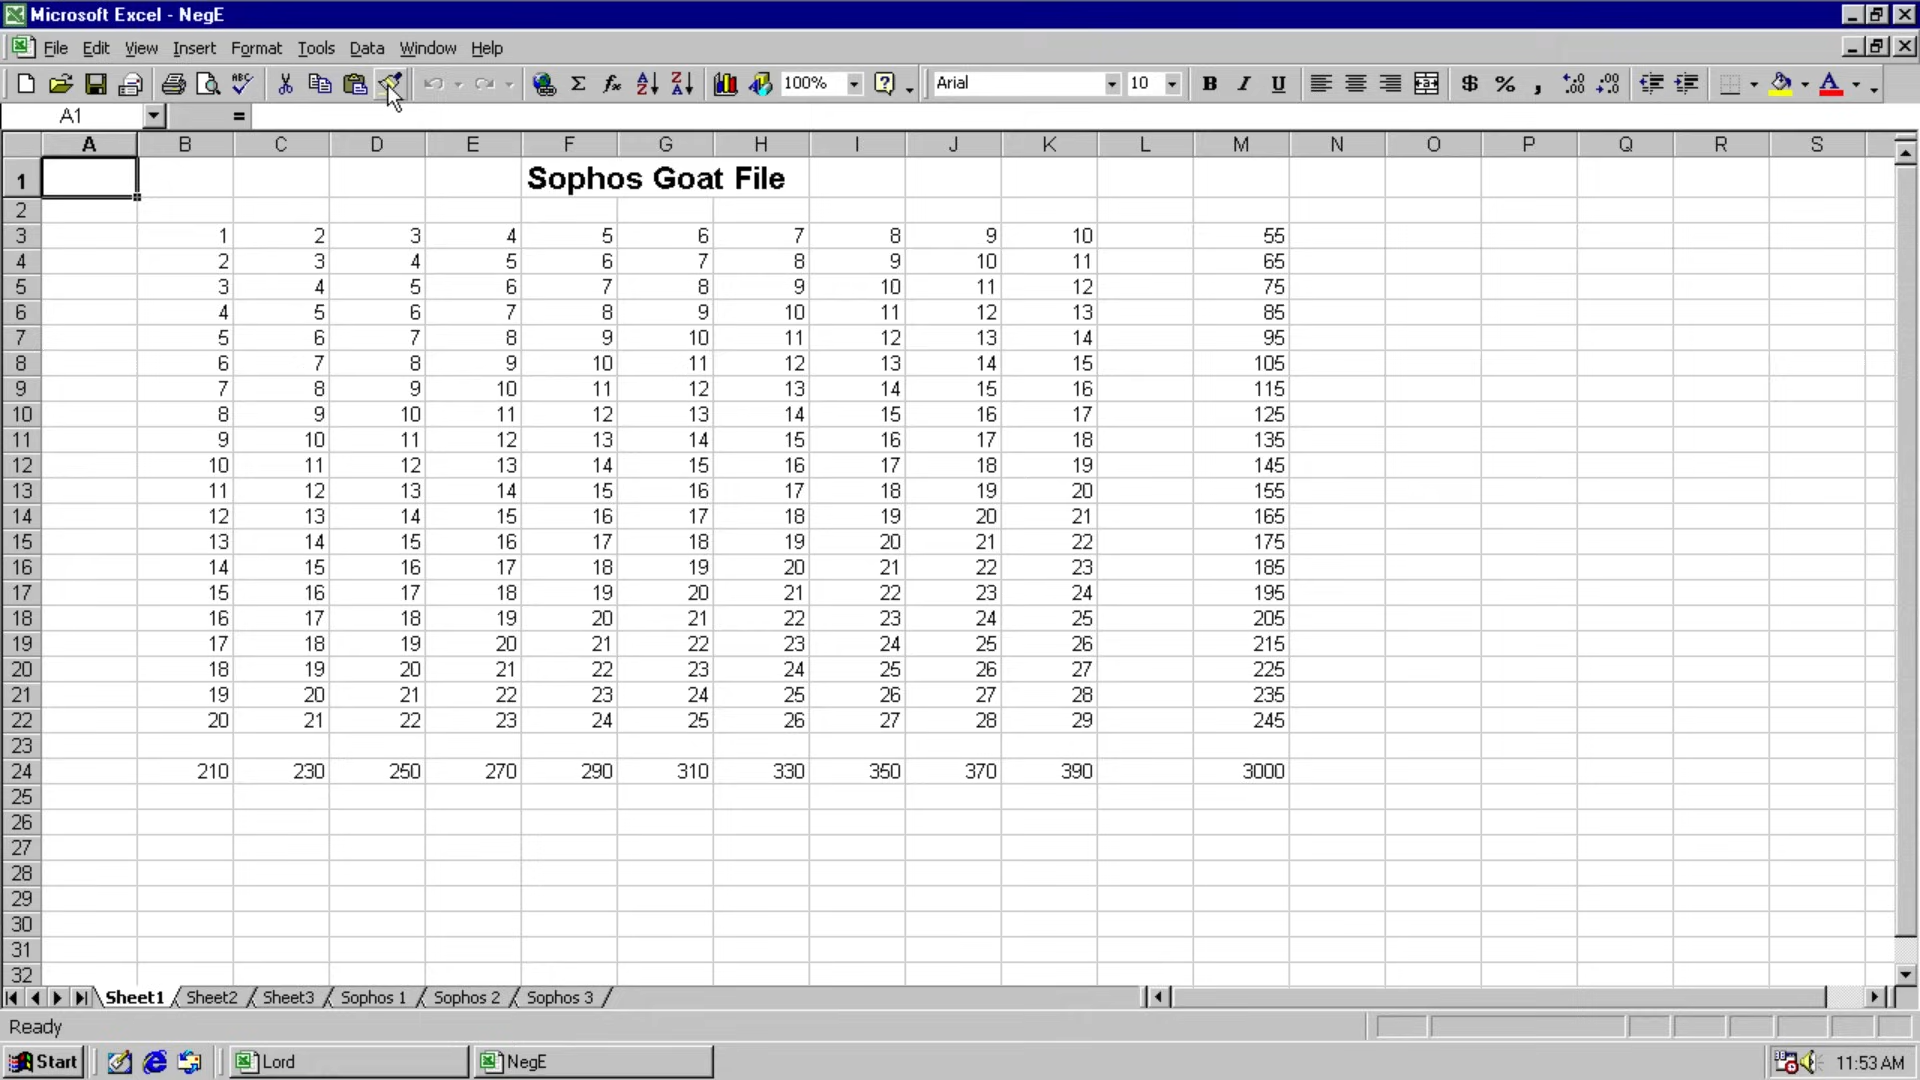 Microsoft Excel - NegE
File Edit View Insert Format Tools Data Window Help
ABC 100% Arial 10 B I U $ % ,
A1 =
A B C D E F G H I J K L M N O P Q R S
1 Sophos Goat File
2
3 1 2 3 4 5 6 7 8 9 10 55
4 2 3 4 5 6 7 8 9 10 11 65
5 3 4 5 6 7 8 9 10 11 12 75
6 4 5 6 7 8 9 10 11 12 13 85
7 5 6 7 8 9 10 11 12 13 14 95
8 6 7 8 9 10 11 12 13 14 15 105
9 7 8 9 10 11 12 13 14 15 16 115
10 8 9 10 11 12 13 14 15 16 17 125
11 9 10 11 12 13 14 15 16 17 18 135
12 10 11 12 13 14 15 16 17 18 19 145
13 11 12 13 14 15 16 17 18 19 20 155
14 12 13 14 15 16 17 18 19 20 21 165
15 13 14 15 16 17 18 19 20 21 22 175
16 14 15 16 17 18 19 20 21 22 23 185
17 15 16 17 18 19 20 21 22 23 24 195
18 16 17 18 19 20 21 22 23 24 25 205
19 17 18 19 20 21 22 23 24 25 26 215
20 18 19 20 21 22 23 24 25 26 27 225
21 19 20 21 22 23 24 25 26 27 28 235
22 20 21 22 23 24 25 26 27 28 29 245
23
24 210 230 250 270 290 310 330 350 370 390 3000
25
26
27
28
29
30
31
32
Sheet1 Sheet2 Sheet3 Sophos 1 Sophos 2 Sophos 3
Ready
Start Lord NegE 11:53 AM